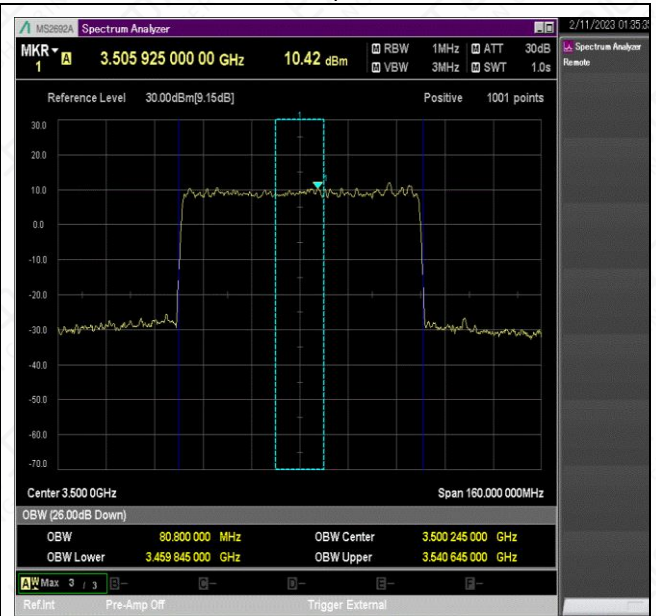 MS2692A Spectrum Analyzer 2/11/2023 01:35:3
MKR 1 A 3.505 925 000 00 GHz 10.42 dBm M RBW 1MHz M ATT 30dB
M VBW 3MHz M SWT 1.0s
Spectrum Analyzer
Remote
Reference Level 30.00dBm[9.15dB] Positive 1001 points
1
30.0
20.0
10.0
0.0
-10.0
-20.0
-30.0
-40.0
-50.0
-60.0
-70.0
Center 3.500 0GHz Span 160.000 000MHz
OBW (26.00dB Down)
OBW 80.800 000 MHz OBW Center 3.500 245 000 GHz
OBW Lower 3.459 845 000 GHz OBW Upper 3.540 645 000 GHz
A W Max 3 / 3 B- C- D- E- F-
Ref.Int Pre-Amp Off Trigger External